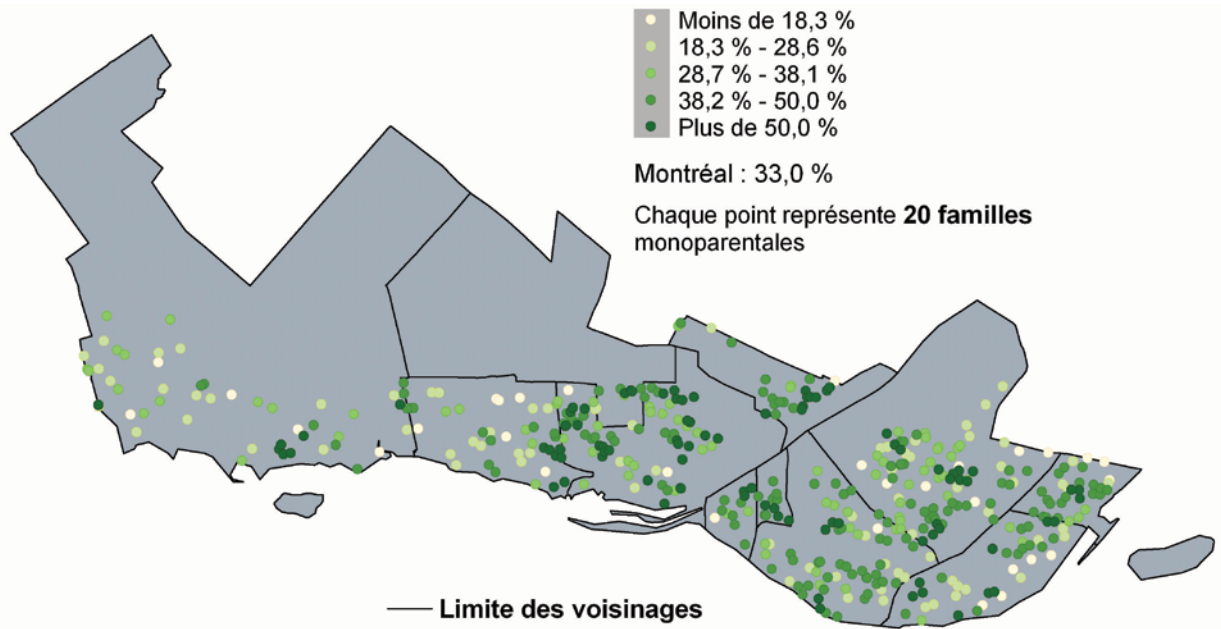 Moins de 18,3 %
18,3 % - 28,6 %
28,7 % - 38,1 %
38,2 % - 50,0 %
Plus de 50,0 %
Montréal : 33,0 %
Chaque point représente 20 familles
monoparentales
Limite des voisinages